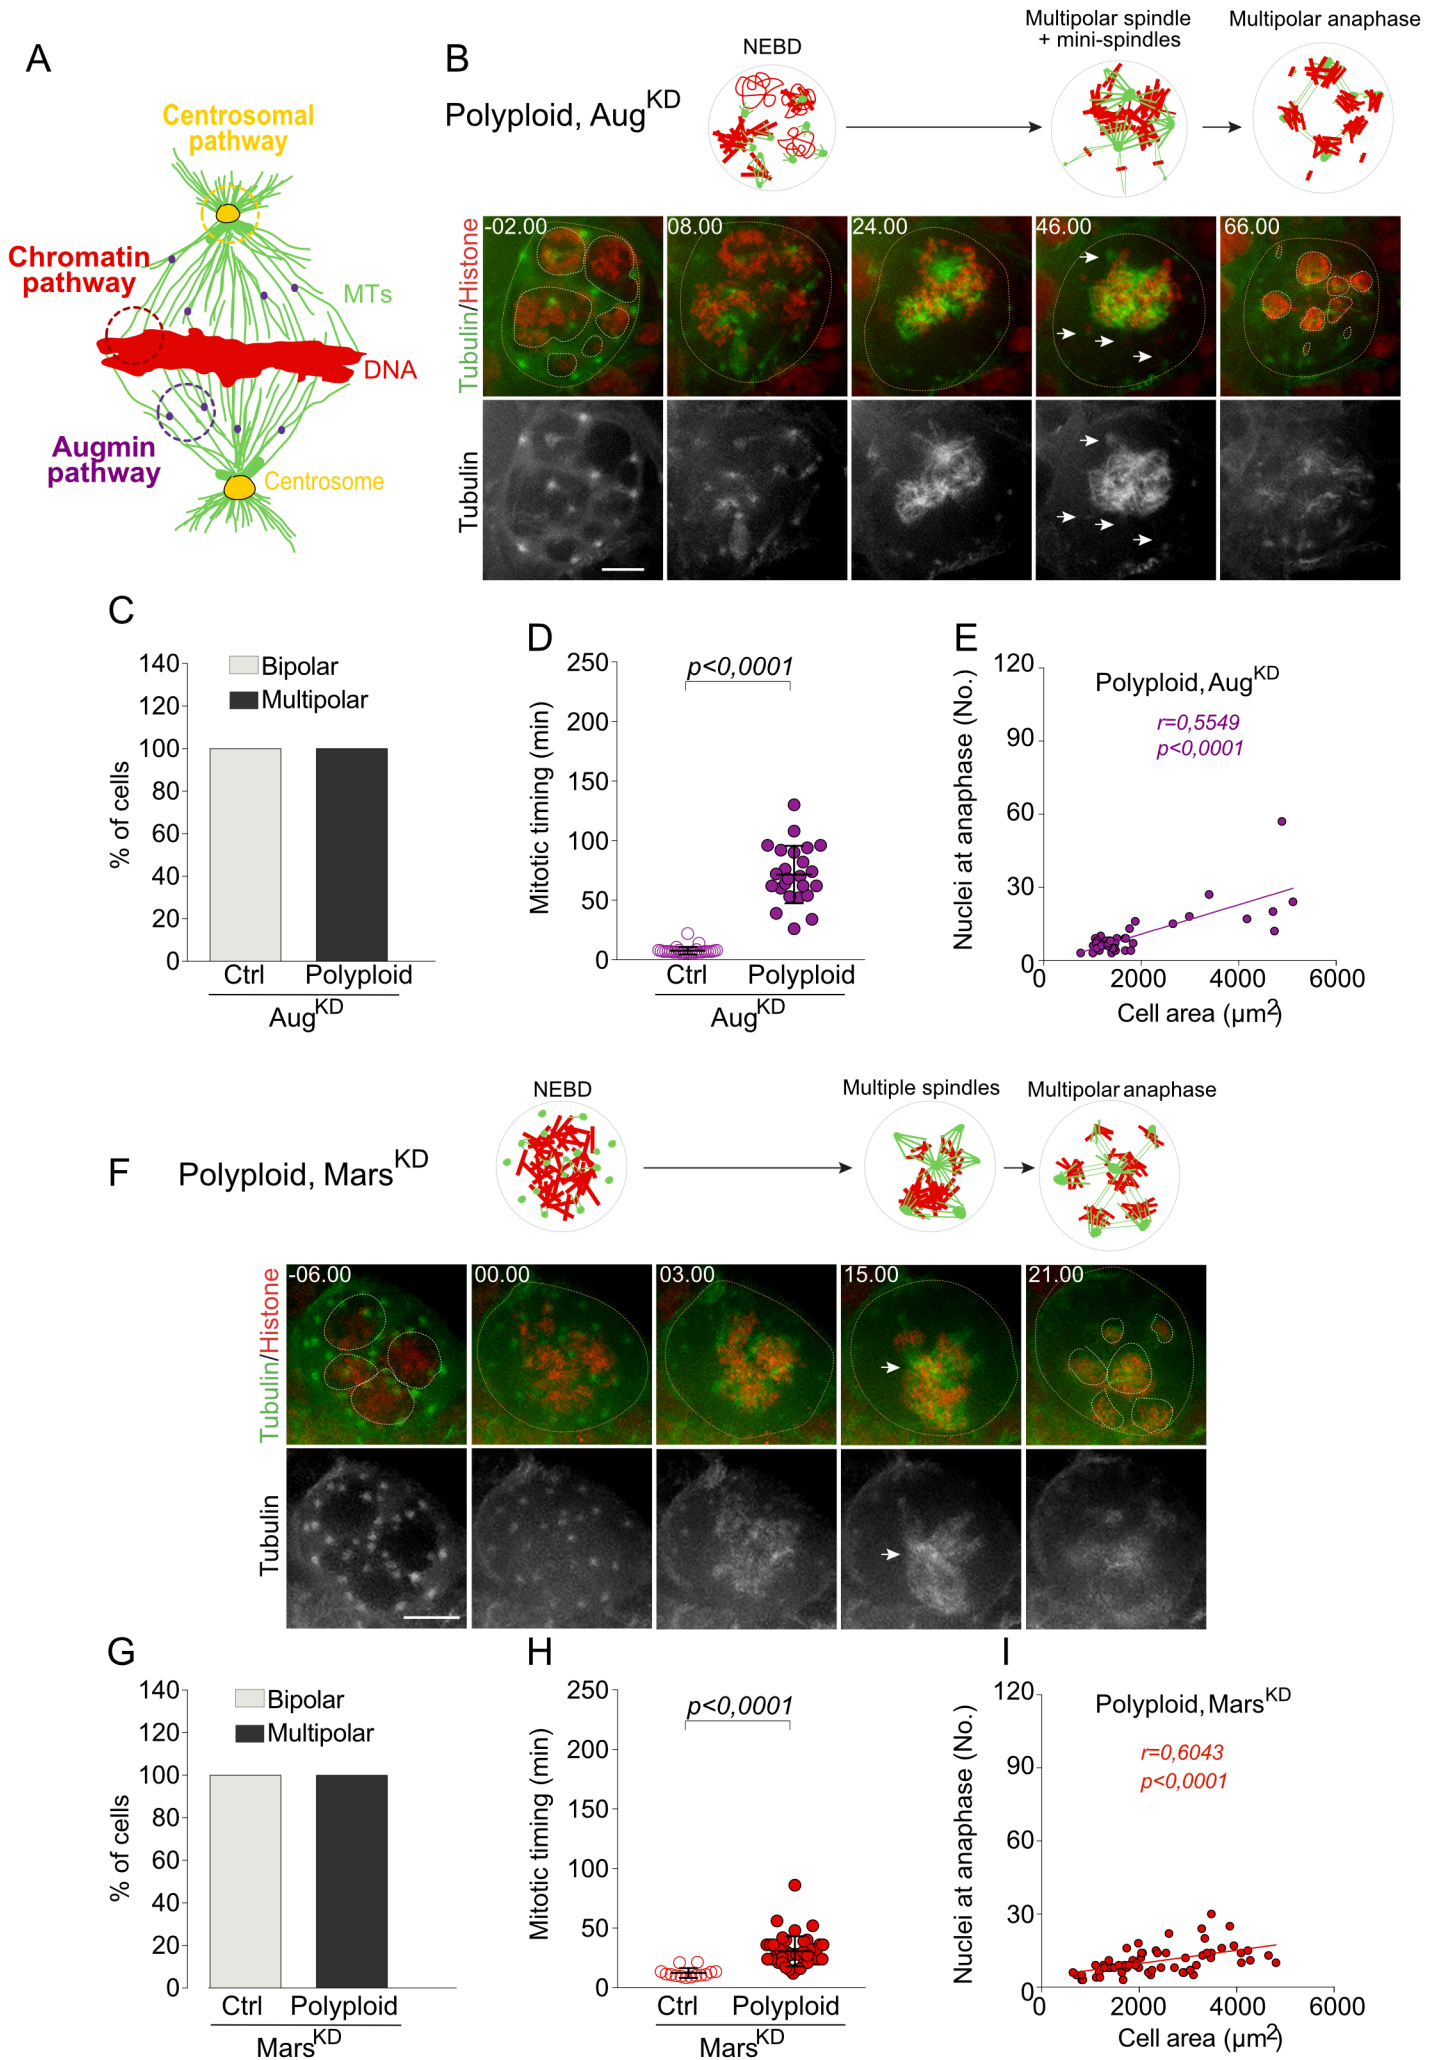 A
Centrosomal
pathway
Chromatin
pathway
MTs
DNA
Augmin
pathway
Centrosome
B
Polyploid, Aug^KD
NEBD
Multipolar spindle
+ mini-spindles
Multipolar anaphase
Tubulin/Histone
-02.00
08.00
24.00
46.00
66.00
Tubulin
C
% of cells
140
120
100
80
60
40
20
0
Bipolar
Multipolar
Ctrl
Polyploid
Aug^KD
D
Mitotic timing (min)
250
200
150
100
50
0
p<0,0001
Ctrl
Polyploid
Aug^KD
E
Nuclei at anaphase (No.)
120
90
60
30
0
Polyploid, Aug^KD
r=0,5549
p<0,0001
0
2000
4000
6000
Cell area (µm²)
F
Polyploid, Mars^KD
NEBD
Multiple spindles
Multipolar anaphase
Tubulin/Histone
-06.00
00.00
03.00
15.00
21.00
Tubulin
G
% of cells
140
120
100
80
60
40
20
0
Bipolar
Multipolar
Ctrl
Polyploid
Mars^KD
H
Mitotic timing (min)
250
200
150
100
50
0
p<0,0001
Ctrl
Polyploid
Mars^KD
I
Nuclei at anaphase (No.)
120
90
60
30
0
Polyploid, Mars^KD
r=0,6043
p<0,0001
0
2000
4000
6000
Cell area (µm²)